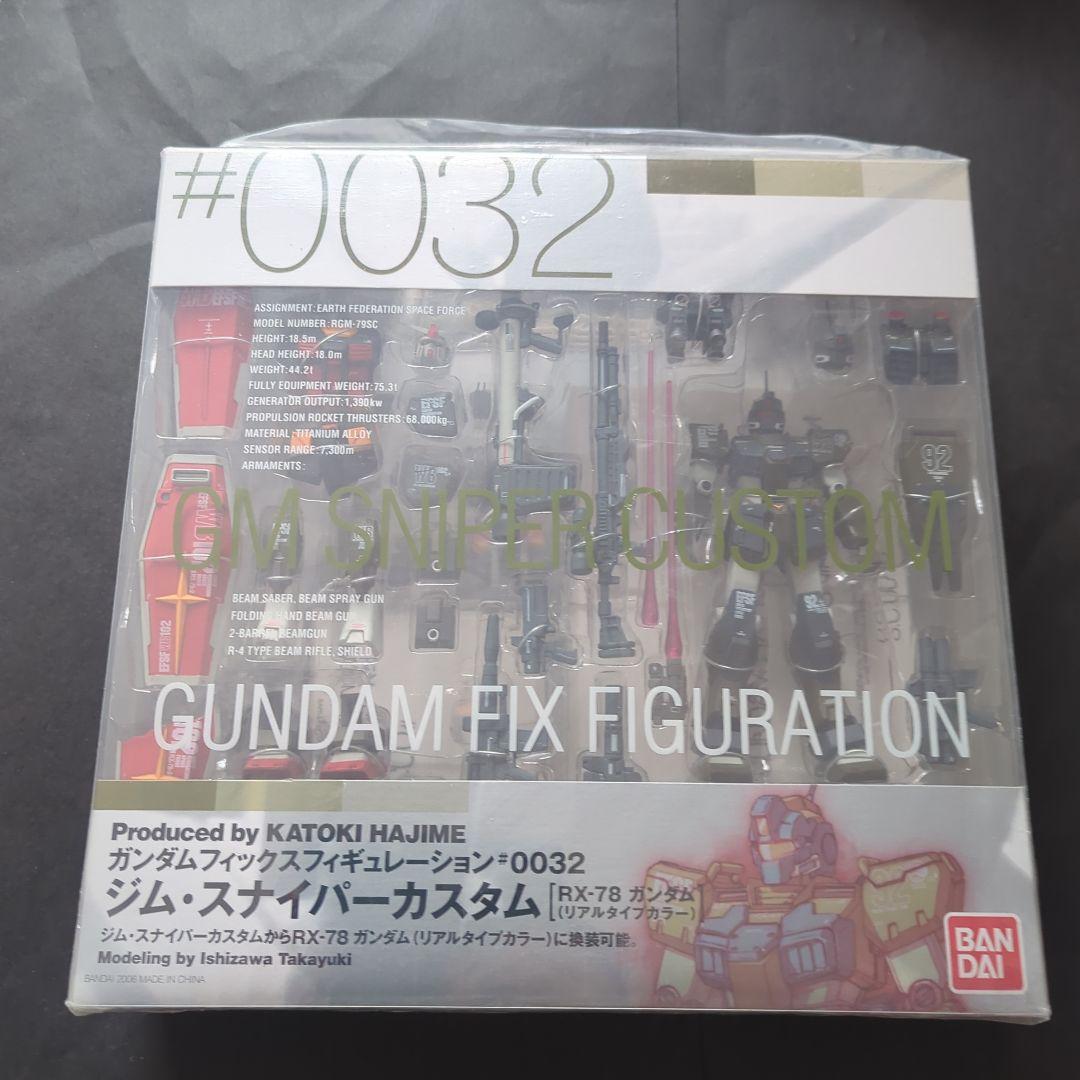 #0032
ASSIGNMENT: EARTH FEDERATION SPACE FORCE
MODEL NUMBER: RGM-79SC
HEIGHT: 18.5m
HEAD HEIGHT: 18.0m
WEIGHT: 44.2t
FULLY EQUIPMENT WEIGHT: 75.3t
GENERATOR OUTPUT: 1,390kw
PROPULSION ROCKET THRUSTERS: 68,000kg
MATERIAL: TITANIUM ALLOY
SENSOR RANGE: 7,300m
ARMAMENTS:
92
GM SNIPER CUSTOM
BEAM SABER, BEAM SPRAY GUN
FOLDING HAND BEAM GUN
2-BARREL BEAMGUN
R-4 TYPE BEAM RIFLE, SHIELD
92
GUNDAM FIX FIGURATION
Produced by KATOKI HAJIME
ガンダムフィックスフィギュレーション#0032
ジム・スナイパーカスタム [RX-78 ガンダム (リアルタイプカラー)]
ジム・スナイパーカスタムからRX-78 ガンダム (リアルタイプカラー) に換装可能。
Modeling by Ishizawa Takayuki
BANDAI 2006 MADE IN CHINA
BAN
DAI